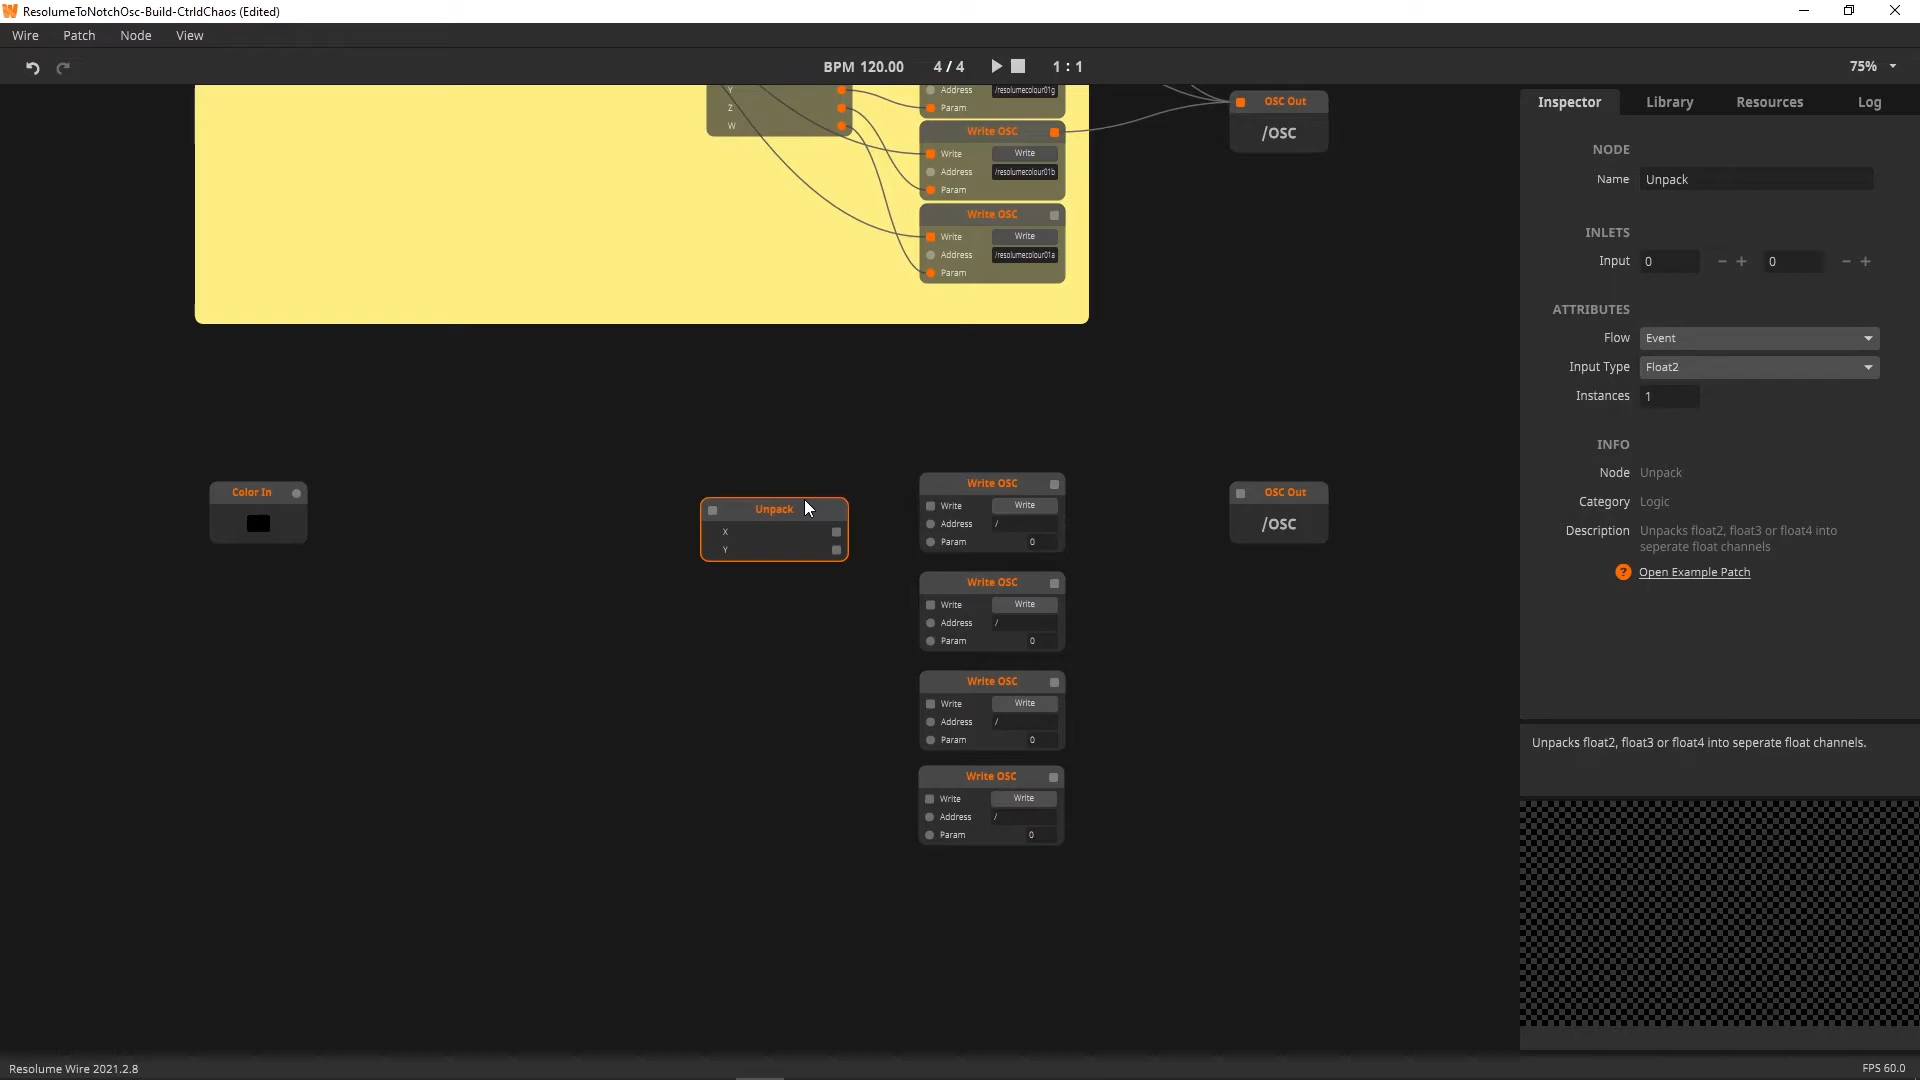 ResolumeToNotchOsc-Build-CtrldChaos (Edited)
Wire Patch Node View
BPM 120.00 4 / 4 1 : 1 75%
Y
Z
W
Address /resolumecolour01g
Param
Write OSC
Write Write
Address /resolumecolour01b
Param
Write OSC
Write Write
Address /resolumecolour01a
Param
OSC Out
/OSC
Color In
Unpack
X
Y
Write OSC
Write Write
Address /
Param 0
Write OSC
Write Write
Address /
Param 0
Write OSC
Write Write
Address /
Param 0
Write OSC
Write Write
Address /
Param 0
OSC Out
/OSC
Inspector Library Resources Log
NODE
Name Unpack
INLETS
Input 0 − + 0 − +
ATTRIBUTES
Flow Event
Input Type Float2
Instances 1
INFO
Node Unpack
Category Logic
Description Unpacks float2, float3 or float4 into
seperate float channels
? Open Example Patch
Unpacks float2, float3 or float4 into seperate float channels.
Resolume Wire 2021.2.8
FPS 60.0